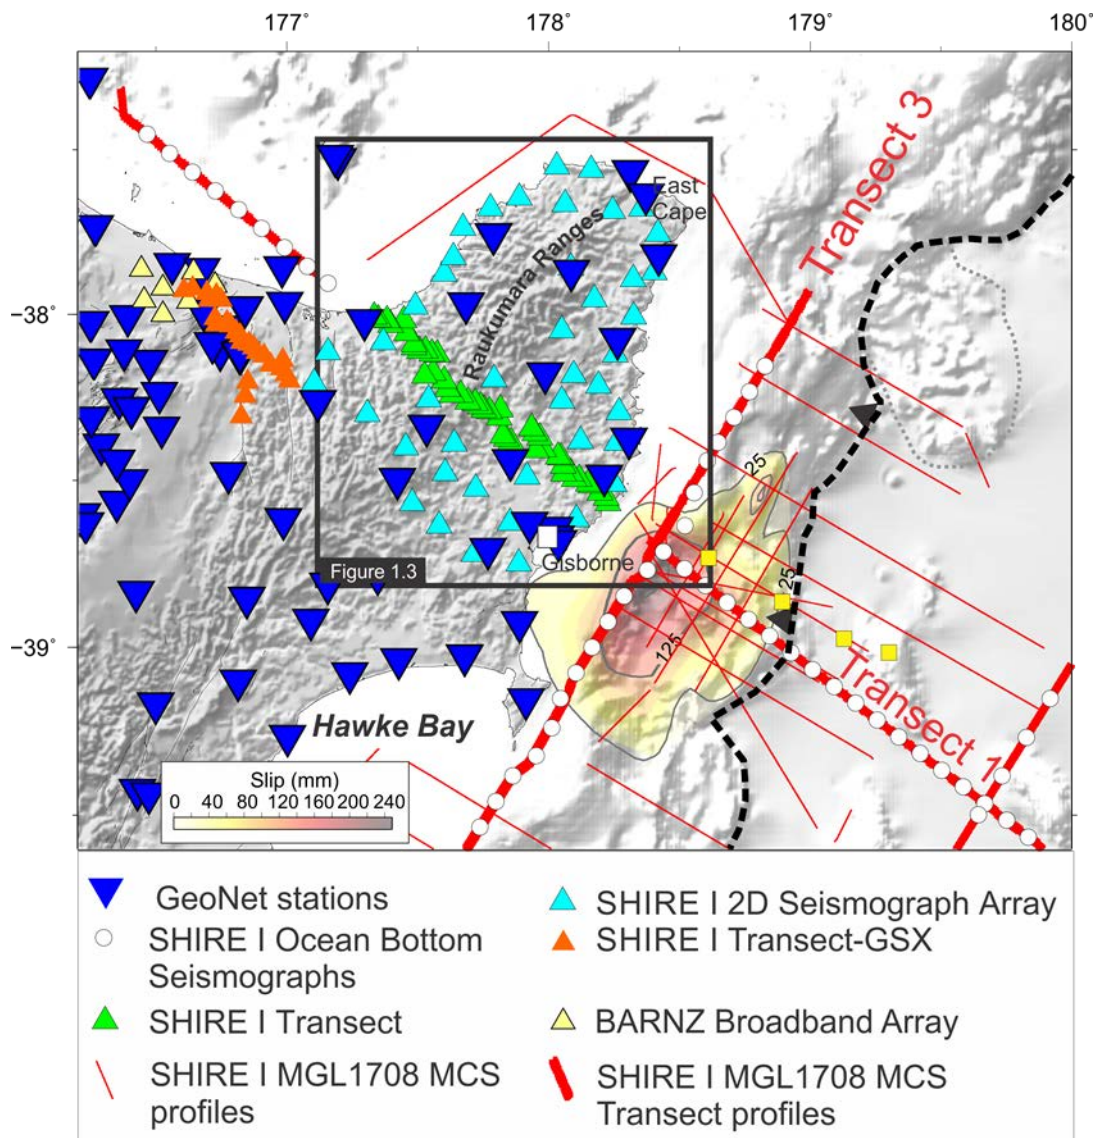 177°
178°
179°
180°
Transect 3
East
Cape
Raukumara Ranges
−38°
25
25
Gisborne
Figure 1.3
125
−39°
Transect 1
Hawke Bay
Slip (mm)
0 40 80 120 160 200 240
GeoNet stations
SHIRE I 2D Seismograph Array
SHIRE I Ocean Bottom
Seismographs
SHIRE I Transect-GSX
SHIRE I Transect
BARNZ Broadband Array
SHIRE I MGL1708 MCS
profiles
SHIRE I MGL1708 MCS
Transect profiles